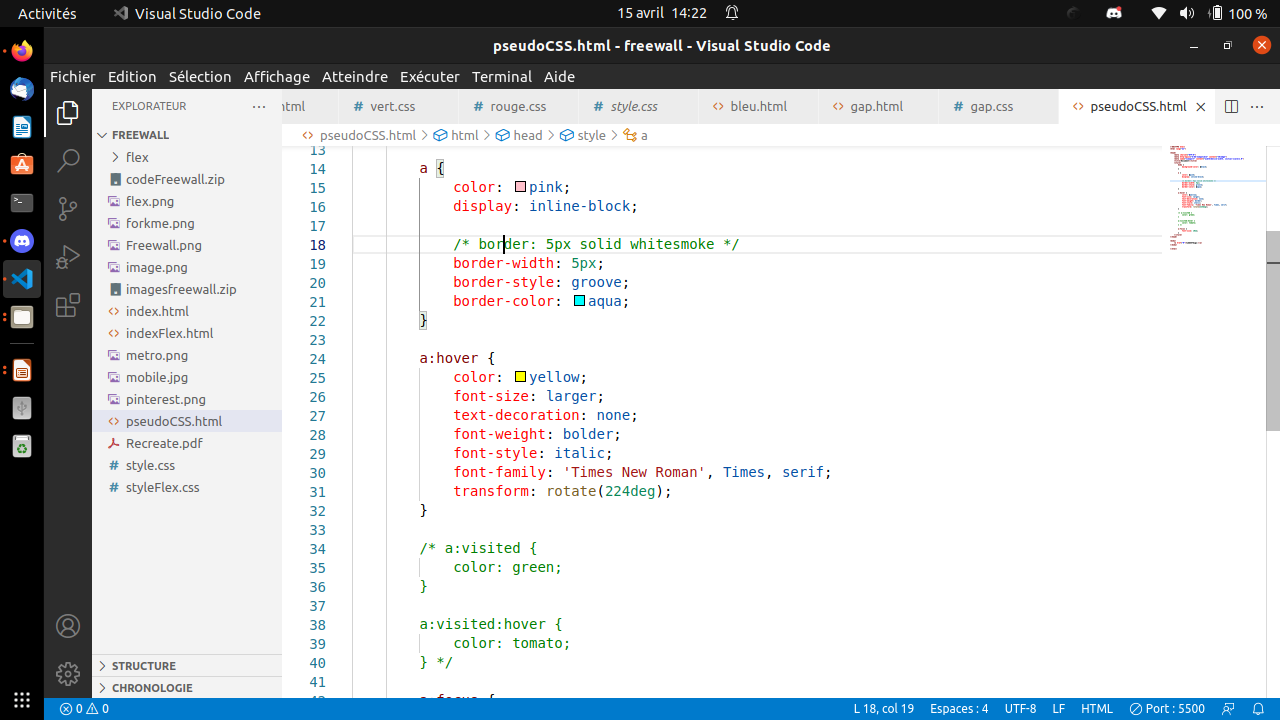 Activités
Visual Studio Code
15 avril 14:22
100 %
pseudoCSS.html - freewall - Visual Studio Code
Fichier Edition Sélection Affichage Atteindre Exécuter Terminal Aide
EXPLORATEUR
html
vert.css
rouge.css
style.css
bleu.html
gap.html
gap.css
pseudoCSS.html
pseudoCSS.html > html > head > style > a
FREEWALL
flex
codeFreewall.zip
flex.png
forkme.png
Freewall.png
image.png
imagesfreewall.zip
index.html
indexFlex.html
metro.png
mobile.jpg
pinterest.png
pseudoCSS.html
Recreate.pdf
style.css
styleFlex.css
STRUCTURE
CHRONOLOGIE
13
14 a {
15 color: pink;
16 display: inline-block;
17
18 /* border: 5px solid whitesmoke */
19 border-width: 5px;
20 border-style: groove;
21 border-color: aqua;
22 }
23
24 a:hover {
25 color: yellow;
26 font-size: larger;
27 text-decoration: none;
28 font-weight: bolder;
29 font-style: italic;
30 font-family: 'Times New Roman', Times, serif;
31 transform: rotate(224deg);
32 }
33
34 /* a:visited {
35 color: green;
36 }
37
38 a:visited:hover {
39 color: tomato;
40 } */
41
42 a:focus {
0 0
L 18, col 19 Espaces : 4 UTF-8 LF HTML Port : 5500